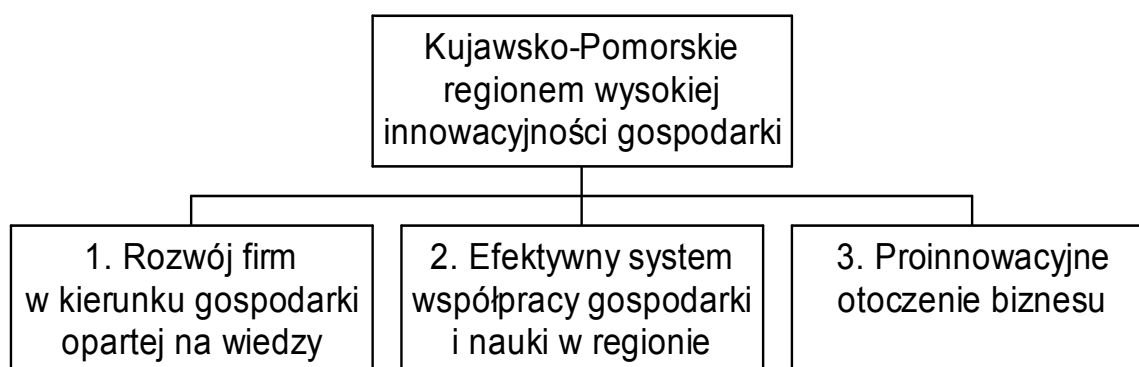 Kujawsko-Pomorskie
regionem wysokiej
innowacyjności gospodarki
1. Rozwój firm
w kierunku gospodarki
opartej na wiedzy
2. Efektywny system
współpracy gospodarki
i nauki w regionie
3. Proinnowacyjne
otoczenie biznesu